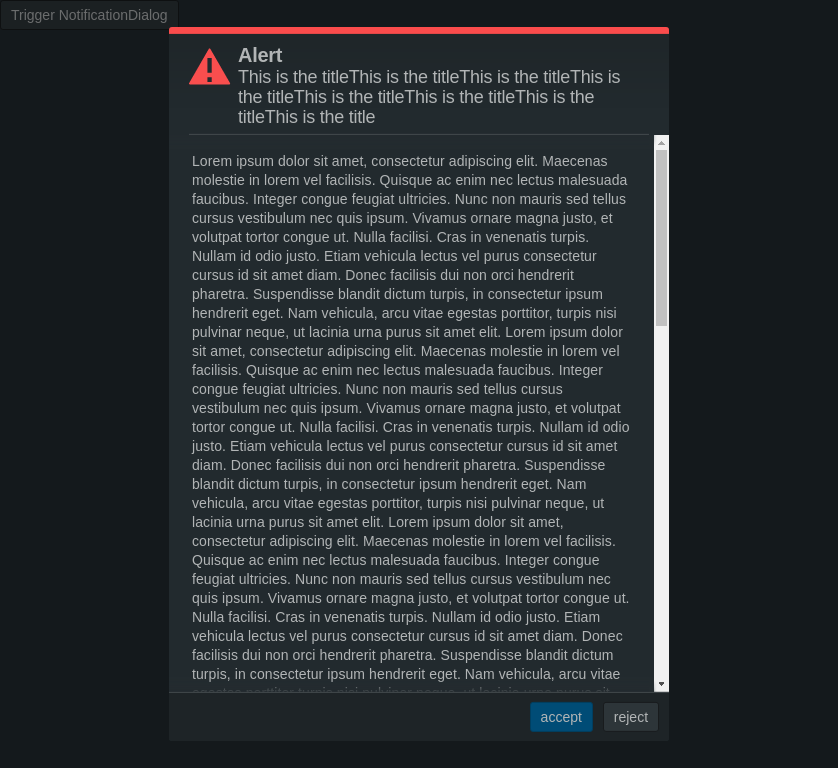 Trigger NotificationDialog
Alert
This is the titleThis is the titleThis is the titleThis is
the titleThis is the titleThis is the titleThis is the
titleThis is the title
Lorem ipsum dolor sit amet, consectetur adipiscing elit. Maecenas
molestie in lorem vel facilisis. Quisque ac enim nec lectus malesuada
faucibus. Integer congue feugiat ultricies. Nunc non mauris sed tellus
cursus vestibulum nec quis ipsum. Vivamus ornare magna justo, et
volutpat tortor congue ut. Nulla facilisi. Cras in venenatis turpis.
Nullam id odio justo. Etiam vehicula lectus vel purus consectetur
cursus id sit amet diam. Donec facilisis dui non orci hendrerit
pharetra. Suspendisse blandit dictum turpis, in consectetur ipsum
hendrerit eget. Nam vehicula, arcu vitae egestas porttitor, turpis nisi
pulvinar neque, ut lacinia urna purus sit amet elit. Lorem ipsum dolor
sit amet, consectetur adipiscing elit. Maecenas molestie in lorem vel
facilisis. Quisque ac enim nec lectus malesuada faucibus. Integer
congue feugiat ultricies. Nunc non mauris sed tellus cursus
vestibulum nec quis ipsum. Vivamus ornare magna justo, et volutpat
tortor congue ut. Nulla facilisi. Cras in venenatis turpis. Nullam id odio
justo. Etiam vehicula lectus vel purus consectetur cursus id sit amet
diam. Donec facilisis dui non orci hendrerit pharetra. Suspendisse
blandit dictum turpis, in consectetur ipsum hendrerit eget. Nam
vehicula, arcu vitae egestas porttitor, turpis nisi pulvinar neque, ut
lacinia urna purus sit amet elit. Lorem ipsum dolor sit amet,
consectetur adipiscing elit. Maecenas molestie in lorem vel facilisis.
Quisque ac enim nec lectus malesuada faucibus. Integer congue
feugiat ultricies. Nunc non mauris sed tellus cursus vestibulum nec
quis ipsum. Vivamus ornare magna justo, et volutpat tortor congue ut.
Nulla facilisi. Cras in venenatis turpis. Nullam id odio justo. Etiam
vehicula lectus vel purus consectetur cursus id sit amet diam. Donec
facilisis dui non orci hendrerit pharetra. Suspendisse blandit dictum
turpis, in consectetur ipsum hendrerit eget. Nam vehicula, arcu vitae
accept
reject